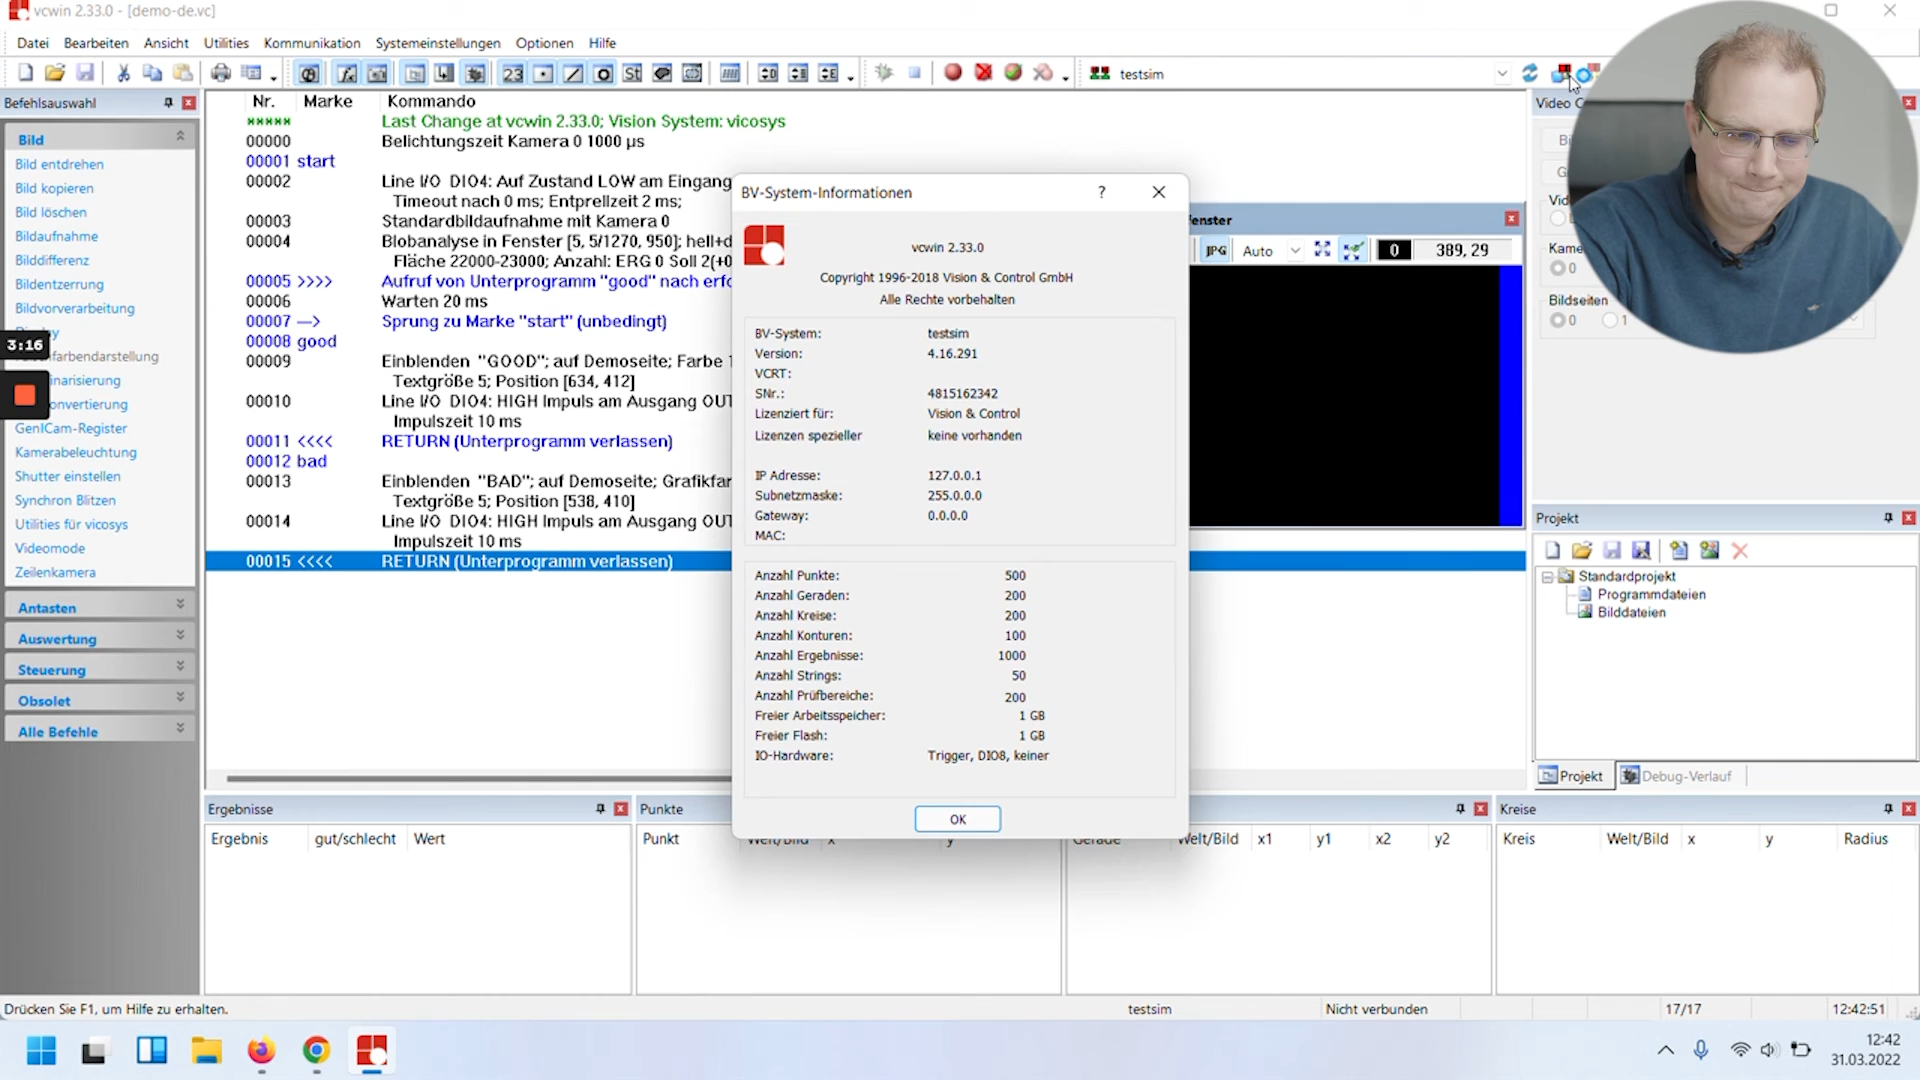 vcwin 2.33.0 - [demo-de.vc]
Datei Bearbeiten Ansicht Utilities Kommunikation Systemeinstellungen Optionen Hilfe
23 St testsim
Befehlsauswahl
Bild
Bild entdrehen
Bild kopieren
Bild löschen
Bildaufnahme
Bilddifferenz
Bildentzerrung
Bildvorverarbeitung
3:16
farbendarstellung
GenICam-Register
Kamerabeleuchtung
Shutter einstellen
Synchron Blitzen
Utilities für vicosys
Videomode
Zeilenkamera
Antasten
Auswertung
Steuerung
Obsolet
Alle Befehle
Nr. Marke Kommando
***** Last Change at vcwin 2.33.0; Vision System: vicosys
00000 Belichtungszeit Kamera 0 1000 µs
00001 start
00002 Line I/O DIO4: Auf Zustand LOW am Eingang
Timeout nach 0 ms; Entprellzeit 2 ms;
00003 Standardbildaufnahme mit Kamera 0
00004 Blobanalyse in Fenster [5, 5/1270, 950]; hell+d
Fläche 22000-23000; Anzahl: ERG 0 Soll 2(+0
00005 >>>> Aufruf von Unterprogramm "good" nach erfo
00006 Warten 20 ms
00007 --> Sprung zu Marke "start" (unbedingt)
00008 good
00009 Einblenden "GOOD"; auf Demoseite; Farbe
Textgröße 5; Position [634, 412]
00010 Line I/O DIO4: HIGH Impuls am Ausgang OUT
Impulszeit 10 ms
00011 <<<< RETURN (Unterprogramm verlassen)
00012 bad
00013 Einblenden "BAD"; auf Demoseite; Grafikfar
Textgröße 5; Position [538, 410]
00014 Line I/O DIO4: HIGH Impuls am Ausgang OUT
Impulszeit 10 ms
00015 <<<< RETURN (Unterprogramm verlassen)
BV-System-Informationen ?
vcwin 2.33.0
Copyright 1996-2018 Vision & Control GmbH
Alle Rechte vorbehalten
BV-System: testsim
Version: 4.16.291
VCRT:
SNr.: 4815162342
Lizenziert für: Vision & Control
Lizenzen spezieller keine vorhanden
IP Adresse: 127.0.0.1
Subnetzmaske: 255.0.0.0
Gateway: 0.0.0.0
MAC:
Anzahl Punkte: 500
Anzahl Geraden: 200
Anzahl Kreise: 200
Anzahl Konturen: 100
Anzahl Ergebnisse: 1000
Anzahl Strings: 50
Anzahl Prüfbereiche: 200
Freier Arbeitsspeicher: 1 GB
Freier Flash: 1 GB
IO-Hardware: Trigger, DIO8, keiner
OK
enster
JPG Auto 0 389, 29
Video C
Kame
0
Bildseiten
0 1
Projekt
Standardprojekt
Programmdateien
Bilddateien
Projekt Debug-Verlauf
Ergebnisse
Ergebnis gut/schlecht Wert
Punkte
Punkt Welt/Bild x y
Gerade Welt/Bild x1 y1 x2 y2
Kreise
Kreis Welt/Bild x y Radius
Drücken Sie F1, um Hilfe zu erhalten. testsim Nicht verbunden 17/17 12:42:51
12:42
31.03.2022